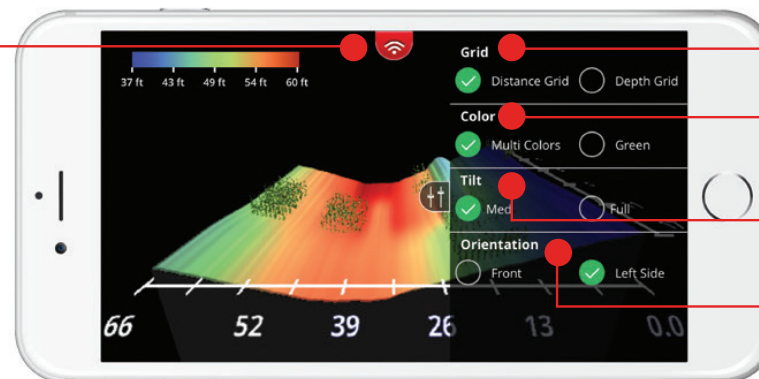 Grid
37 ft 43 ft 49 ft 54 ft 60 ft
Distance Grid Depth Grid
Color
Multi Colors Green
Tilt
Med Full
Orientation
Front Left Side
66 52 39 26 13 0.0